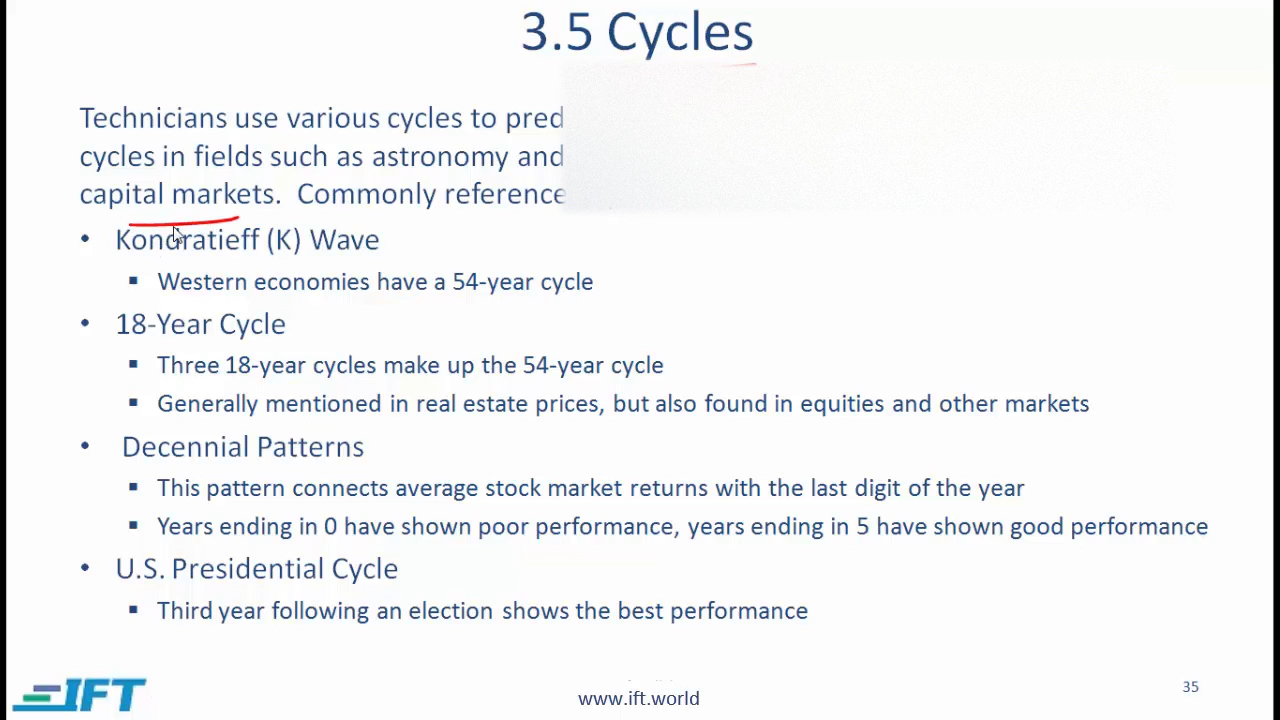 3.5 Cycles
Technicians use various cycles to
cycles in fields such as astronomy and
capital markets. Commonly
• Kondratieff (K) Wave
▪ Western economies have a 54-year cycle
• 18-Year Cycle
▪ Three 18-year cycles make up the 54-year cycle
▪ Generally mentioned in real estate prices, but also found in equities and other markets
• Decennial Patterns
▪ This pattern connects average stock market returns with the last digit of the year
▪ Years ending in 0 have shown poor performance, years ending in 5 have shown good performance
• U.S. Presidential Cycle
▪ Third year following an election shows the best performance
IFT
www.ift.world
35